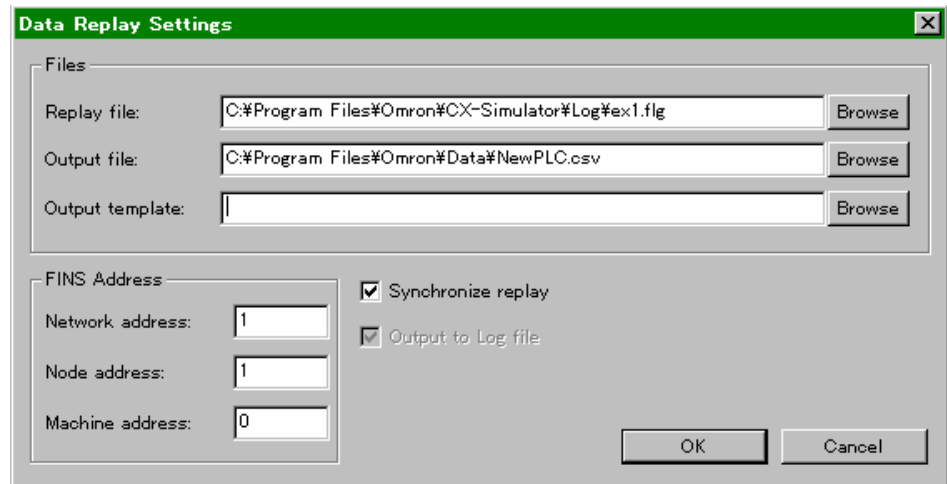 Data Replay Settings
Files
Replay file: C:¥Program Files¥Omron¥CX-Simulator¥Log¥ex1.flg Browse
Output file: C:¥Program Files¥Omron¥Data¥NewPLC.csv Browse
Output template: Browse
FINS Address
Network address: 1
Node address: 1
Machine address: 0
Synchronize replay
Output to Log file
OK Cancel